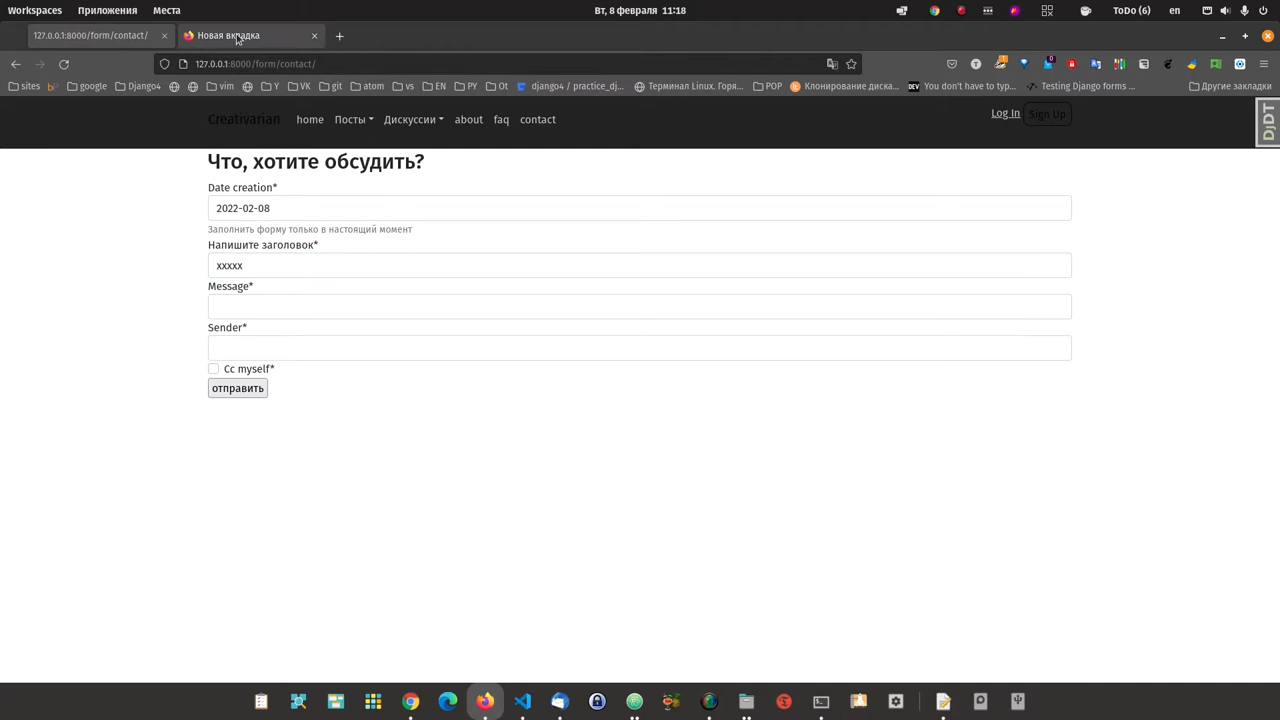 Workspaces Приложения Места Вт, 8 февраля 11:18 ToDo (6) en
127.0.0.1:8000/form/contact/ Новая вкладка
127.0.0.1:8000/form/contact/
sites google Django4 vim Y VK git atom vs EN PY Ot django4 / practice_dj... Терминал Linux. Горя... POP Клонирование диска... DEV You don't have to typ... Testing Django forms ... Другие закладки
Creativarian home Посты Дискуссии about faq contact Log In Sign Up
DjDT
Что, хотите обсудить?
Date creation*
2022-02-08
Заполнить форму только в настоящий момент
Напишите заголовок*
xxxxx
Message*
Sender*
Cc myself*
отправить